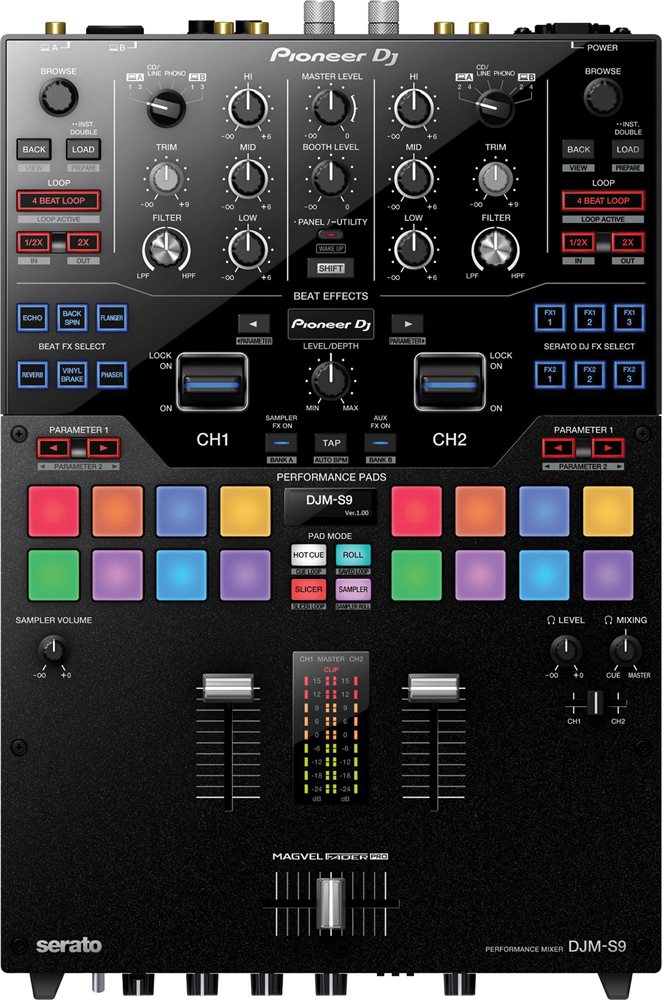 A B
Pioneer Dj
POWER
BROWSE
CD/
LINE PHONO
A B
1 3 1 3
HI
MASTER LEVEL
HI
A CD/
LINE PHONO B
2 4 2 4
BROWSE
-∞ +6
-∞ +6
INST.
DOUBLE
BACK LOAD
VIEW PREPARE
TRIM
MID
BOOTH LEVEL
MID
TRIM
INST.
DOUBLE
BACK LOAD
VIEW PREPARE
-∞ +9
-∞ +6
-∞ +6
-∞ +9
LOOP
4 BEAT LOOP
LOOP ACTIVE
1/2X 2X
IN OUT
FILTER
LPF HPF
LOW
-∞ +6
PANEL / –UTILITY
WAKE UP
SHIFT
LOW
-∞ +6
FILTER
LPF HPF
LOOP
4 BEAT LOOP
LOOP ACTIVE
1/2X 2X
IN OUT
BEAT EFFECTS
ECHO BACK SPIN FLANGER
BEAT FX SELECT
REVERB VINYL BRAKE PHASER
◄ Pioneer Dj ►
◄PARAMETER PARAMETER►
FX1 1 FX1 2 FX1 3
SERATO DJ FX SELECT
FX2 1 FX2 2 FX2 3
LOCK
ON
ON
CH1
LEVEL/DEPTH
MIN MAX
LOCK
ON
ON
CH2
SAMPLER
FX ON
BANK A
TAP
AUTO BPM
AUX
FX ON
BANK B
PARAMETER 1
◄ ►
◄ PARAMETER 2 ►
PARAMETER 1
◄ ►
◄ PARAMETER 2 ►
PERFORMANCE PADS
DJM-S9
Ver.1.00
PAD MODE
HOT CUE ROLL
CUE LOOP SAVED LOOP
SLICER SAMPLER
SLICER LOOP SAMPLER ROLL
SAMPLER VOLUME
-∞ +0
LEVEL
-∞ +0
MIXING
CUE MASTER
CH1 CH2
CH1 MASTER CH2
CLIP
15 15
12 12
9 9
6 6
3 3
0 0
-6 -6
-12 -12
-18 -18
-24 -24
dB dB
MAGVEL FADER PRO
serato
PERFORMANCE MIXER DJM-S9